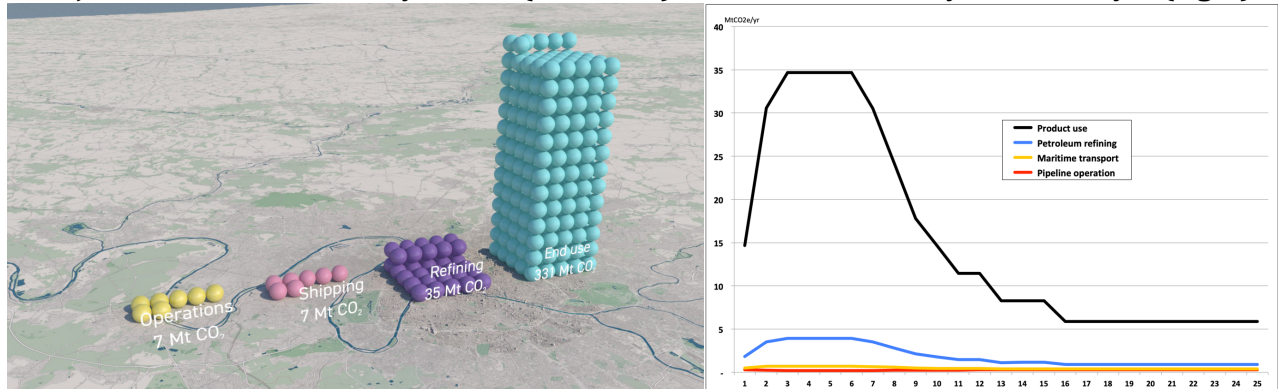 Operations
7 Mt CO₂
Shipping
7 Mt CO₂
Refining
35 Mt CO₂
End use
331 Mt CO₂
MtCO2e/yr
40
35
30
25
20
15
10
5
-
Product use
Petroleum refining
Maritime transport
Pipeline operation
1 2 3 4 5 6 7 8 9 10 11 12 13 14 15 16 17 18 19 20 21 22 23 24 25